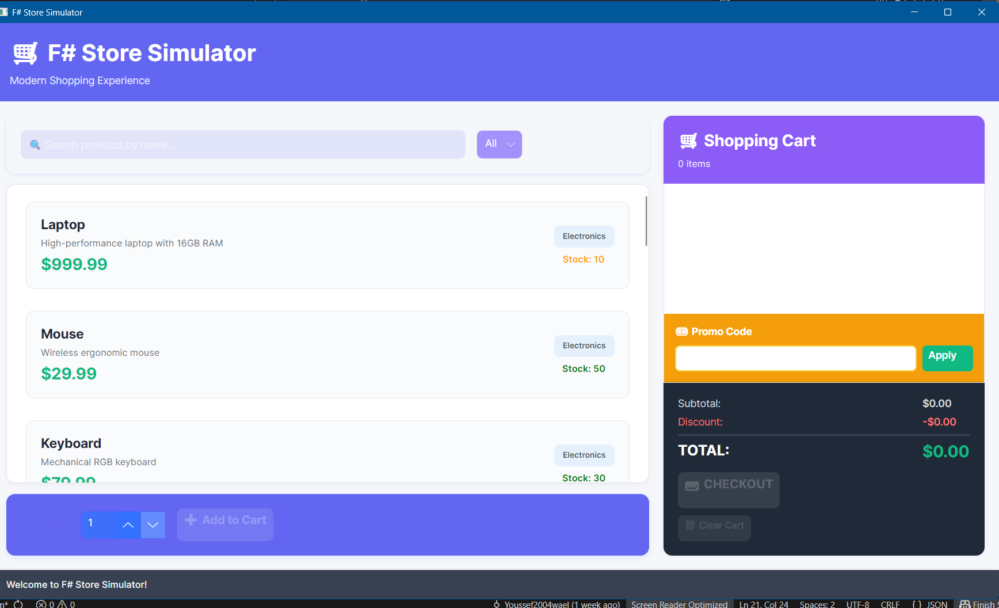 F# Store Simulator
F# Store Simulator
Modern Shopping Experience
Search products by name...
All
Laptop
High-performance laptop with 16GB RAM
$999.99
Electronics
Stock: 10
Mouse
Wireless ergonomic mouse
$29.99
Electronics
Stock: 50
Keyboard
Mechanical RGB keyboard
$79.99
Electronics
Stock: 30
1
Add to Cart
Shopping Cart
0 items
Promo Code
Apply
Subtotal: $0.00
Discount: -$0.00
TOTAL: $0.00
CHECKOUT
Clear Cart
Welcome to F# Store Simulator!
n* 0 0 Youssef2004wael (1 week ago) Screen Reader Optimized Ln 21, Col 24 Spaces: 2 UTF-8 CRLF { } JSON Finish